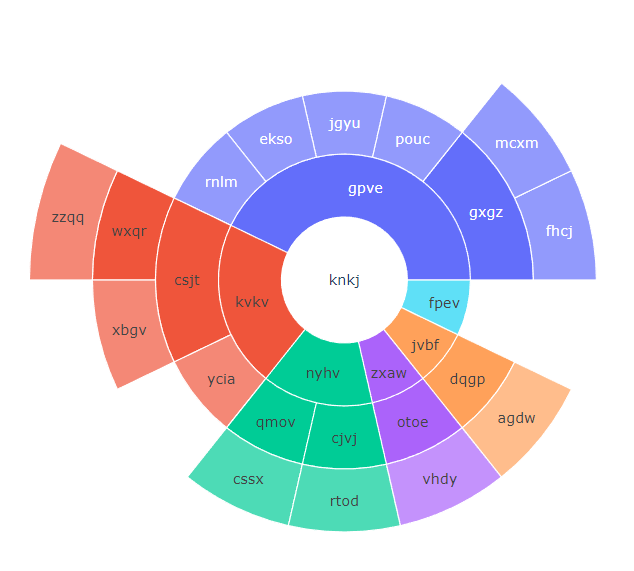 mcxm
jgyu
ekso
pouc
rnlm
gpve
gxgz
zzqq
wxqr
fhcj
csjt
knkj
kvkv
fpev
xbgv
jvbf
nyhv
zxaw
ycia
dqgp
agdw
qmov
otoe
cjvj
cssx
vhdy
rtod